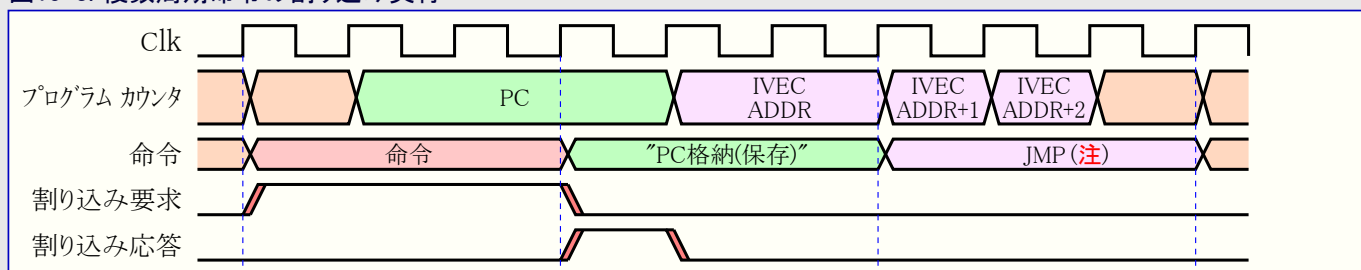 Clk
プログラム カウンタ
PC
IVEC
ADDR
IVEC
ADDR+1
IVEC
ADDR+2
命令
命令
"PC格納(保存)"
JMP(注)
割り込み要求
割り込み応答